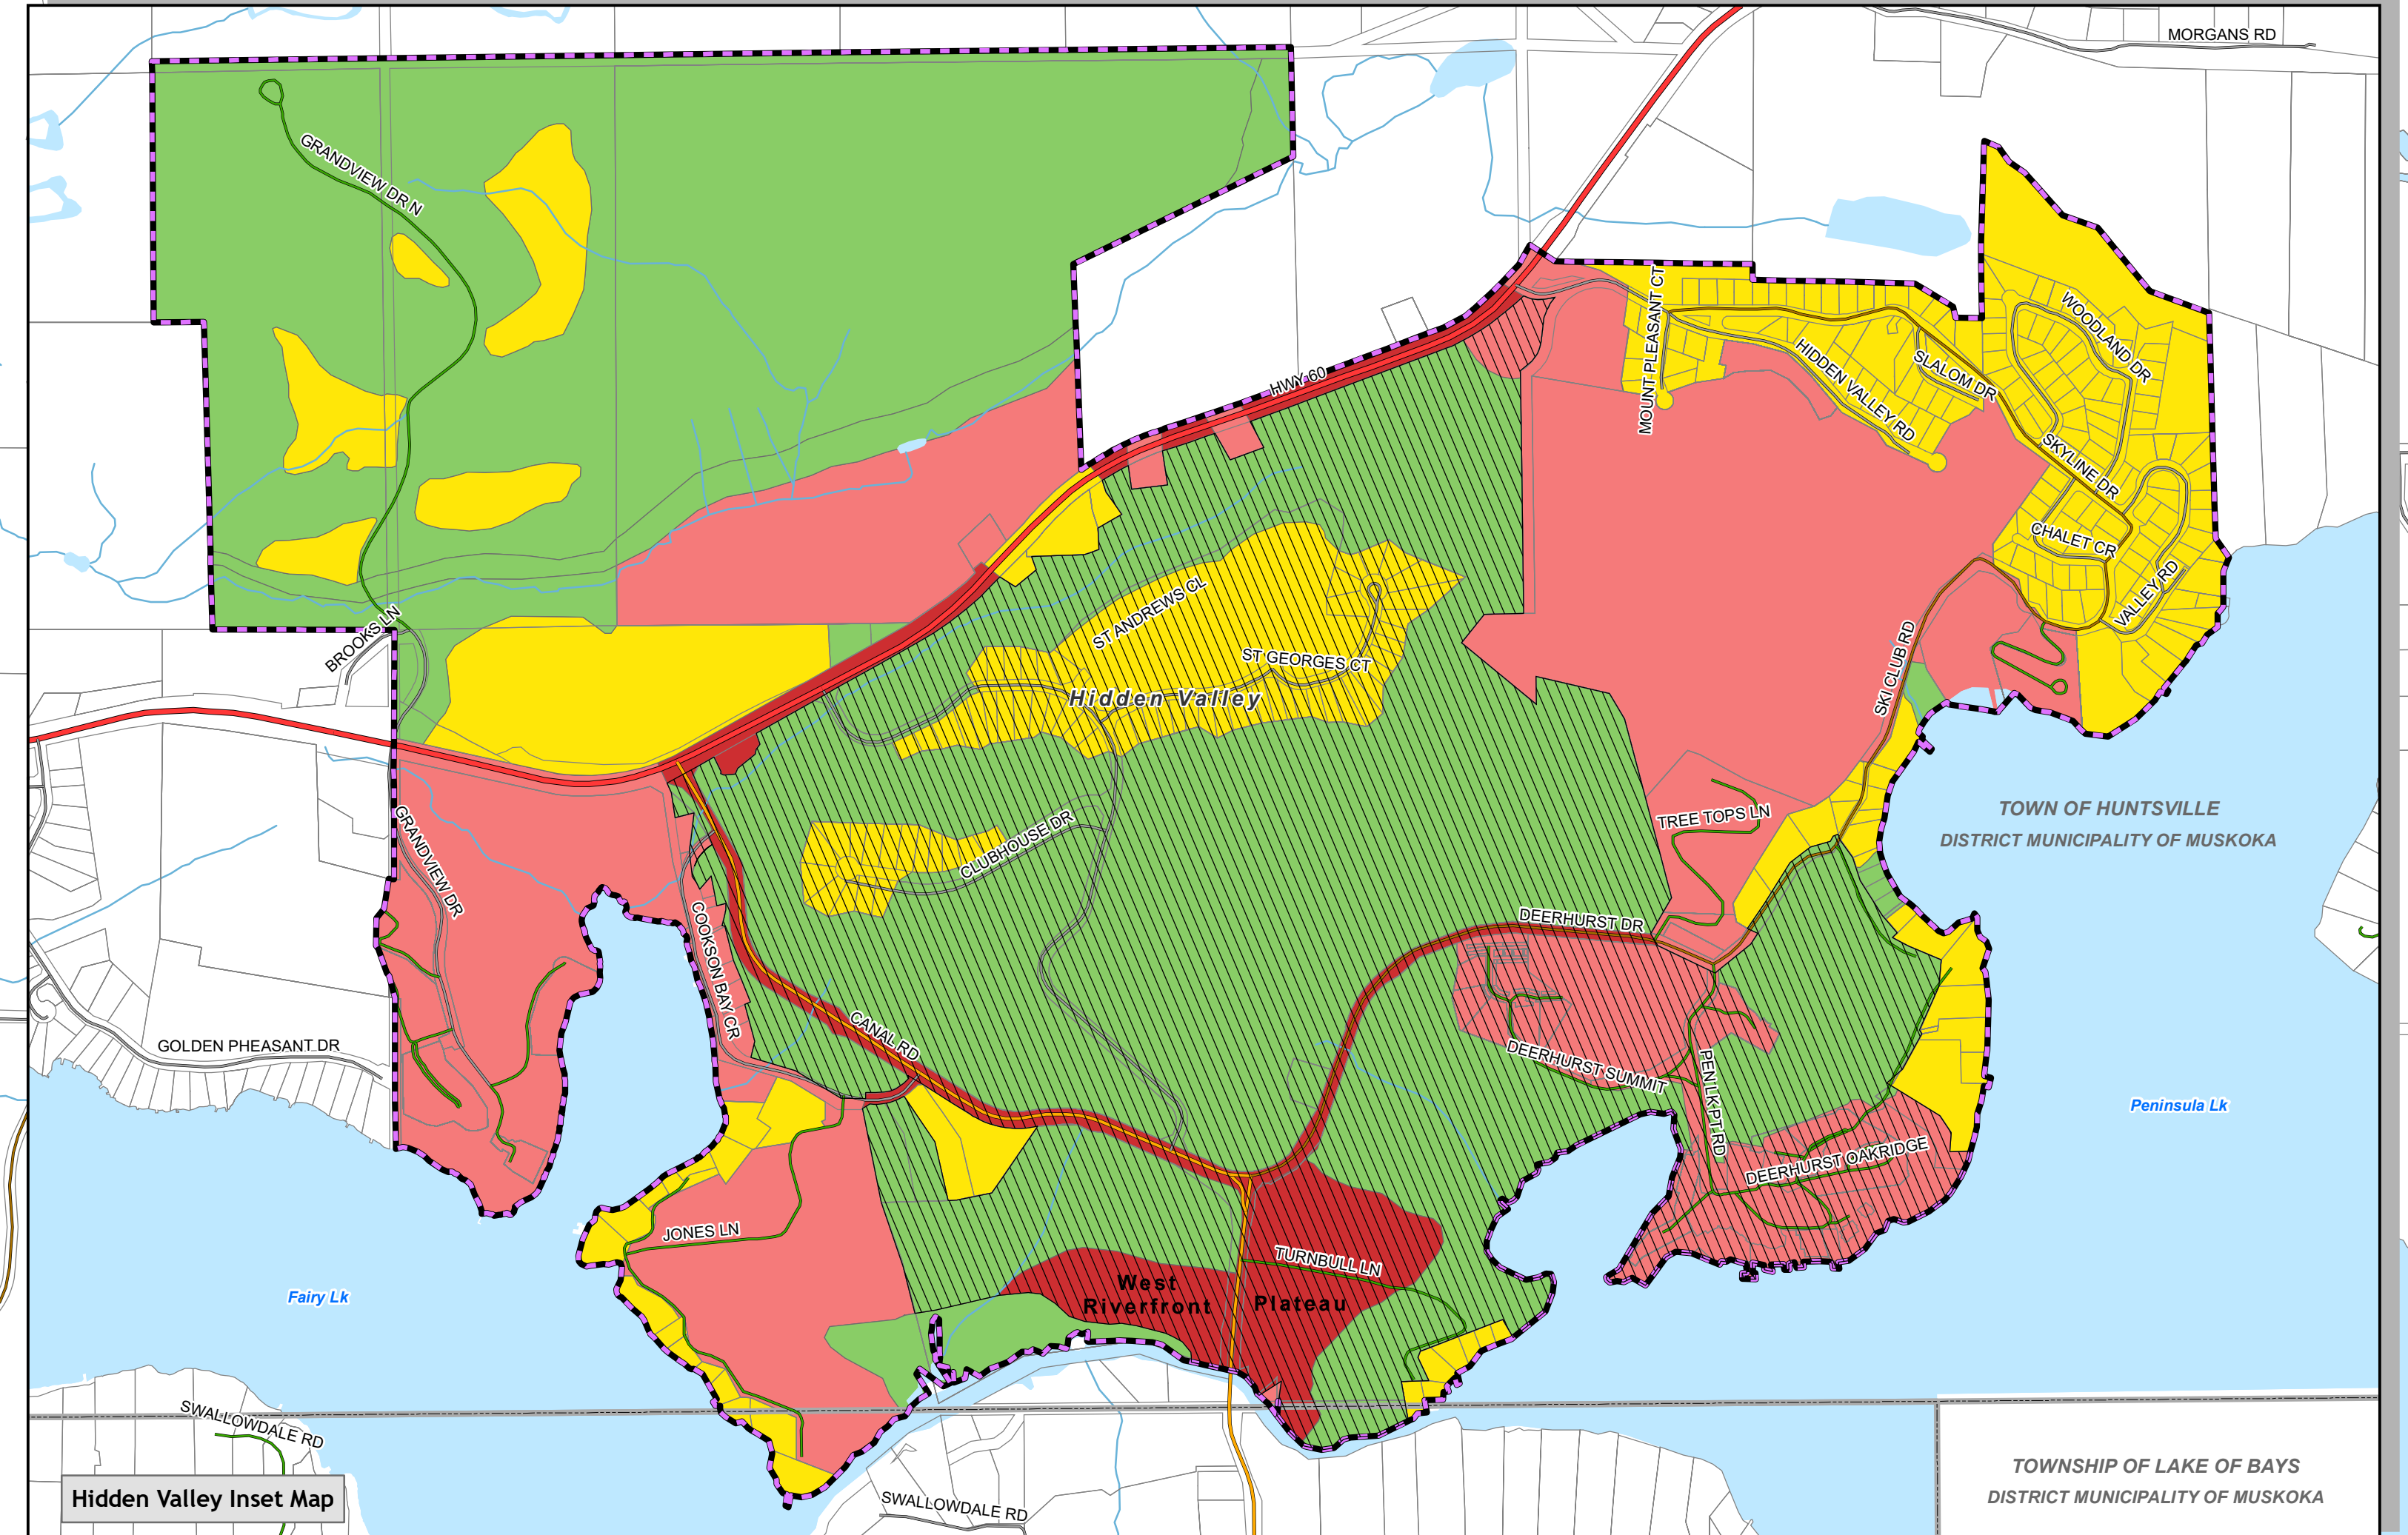 MORGANS RD
GRANDVIEW DR N
MOUNT PLEASANT CT
WOODLAND DR
HIDDEN VALLEY RD
SLALOM DR
HWY 60
SKYLINE DR
CHALET CR
VALLEY RD
BROOKS LN
ST ANDREWS CL
ST GEORGES CT
Hidden Valley
SKI CLUB RD
TOWN OF HUNTSVILLE
DISTRICT MUNICIPALITY OF MUSKOKA
TREE TOPS LN
GRANDVIEW DR
CLUBHOUSE DR
DEERHURST DR
COOKSON BAY CR
CANAL RD
GOLDEN PHEASANT DR
DEERHURST SUMMIT
PEN LK PT RD
Peninsula Lk
DEERHURST OAKRIDGE
JONES LN
TURNBULL LN
West
Riverfront
Plateau
Fairy Lk
SWALLOWDALE RD
Hidden Valley Inset Map
SWALLOWDALE RD
TOWNSHIP OF LAKE OF BAYS
DISTRICT MUNICIPALITY OF MUSKOKA